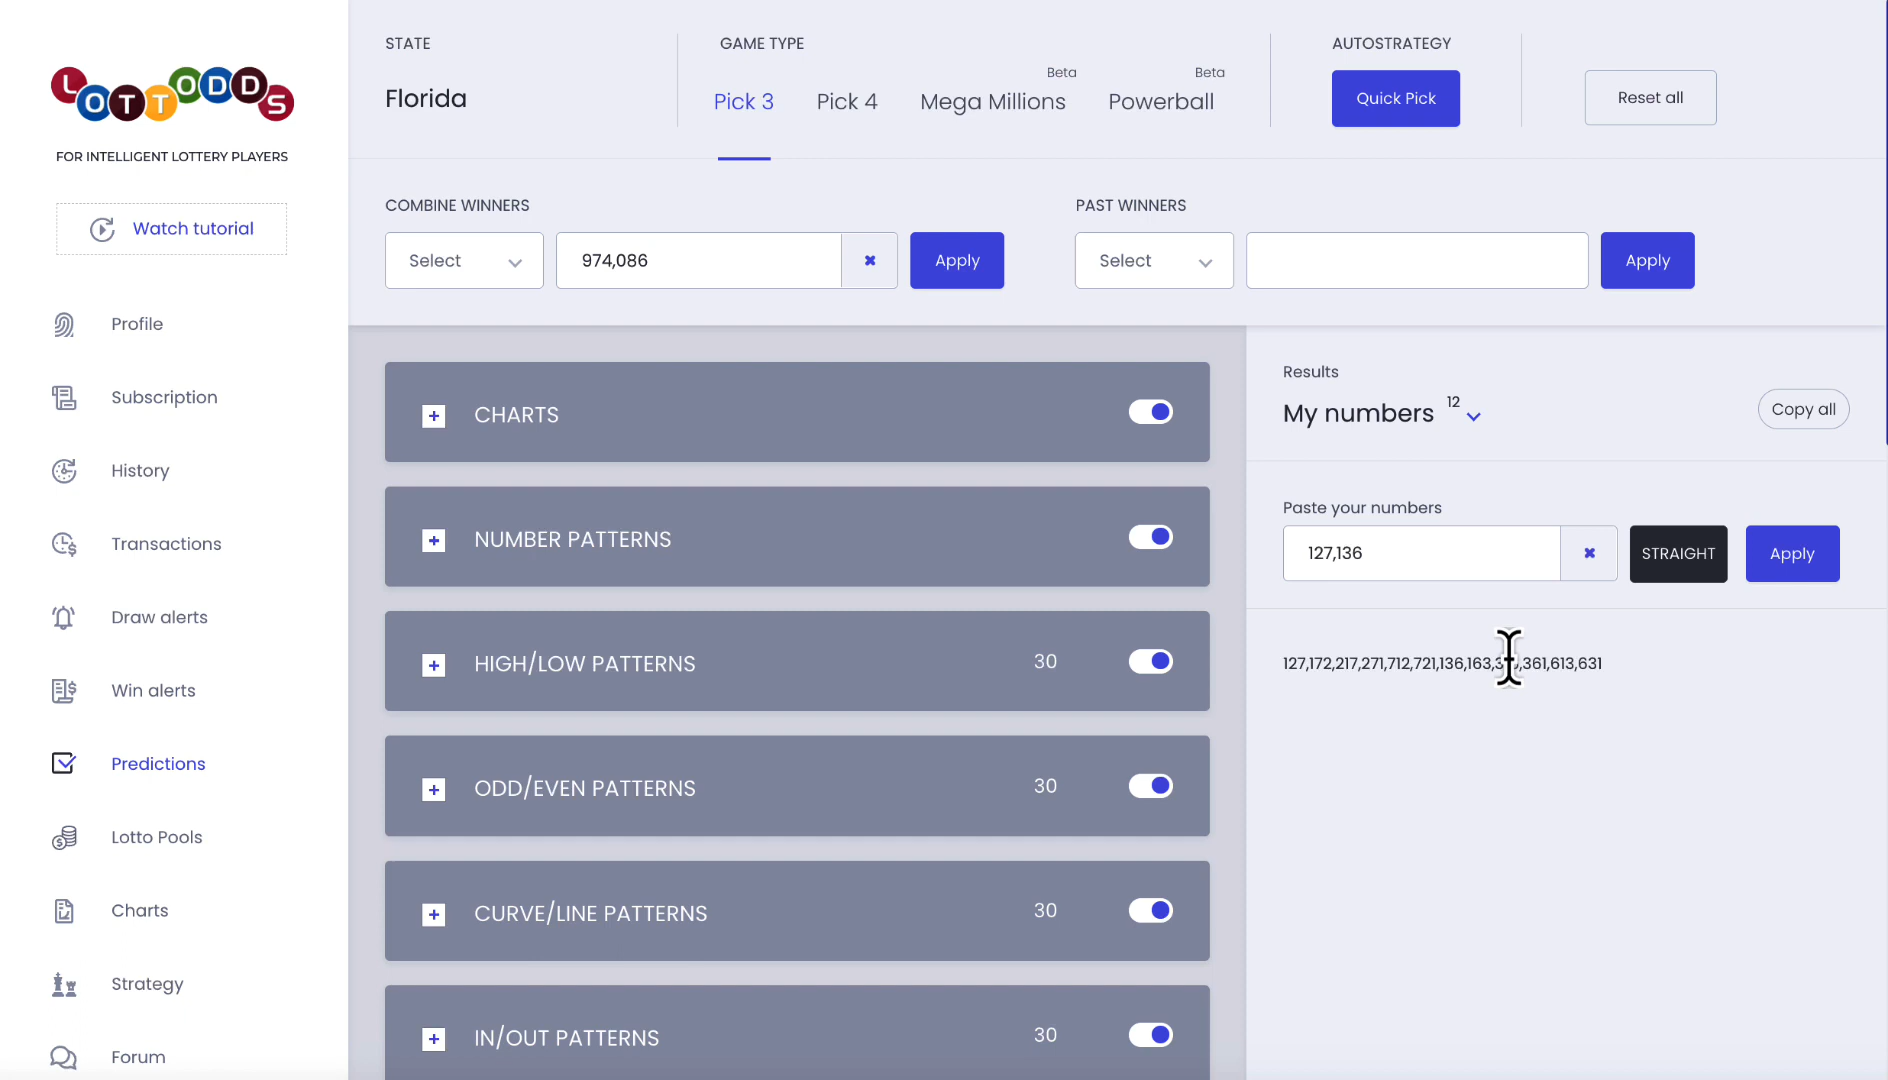 LOTTODDS
FOR INTELLIGENT LOTTERY PLAYERS
Watch tutorial
Profile
Subscription
History
Transactions
Draw alerts
Win alerts
Predictions
Lotto Pools
Charts
Strategy
Forum
STATE
Florida
GAME TYPE
Pick 3
Pick 4
Beta
Mega Millions
Beta
Powerball
AUTOSTRATEGY
Quick Pick
Reset all
COMBINE WINNERS
Select
974,086
Apply
PAST WINNERS
Select
Apply
CHARTS
NUMBER PATTERNS
HIGH/LOW PATTERNS 30
ODD/EVEN PATTERNS 30
CURVE/LINE PATTERNS 30
IN/OUT PATTERNS 30
Results
My numbers 12
Copy all
Paste your numbers
127,136
STRAIGHT
Apply
127,172,217,271,712,721,136,163, ,361,613,631